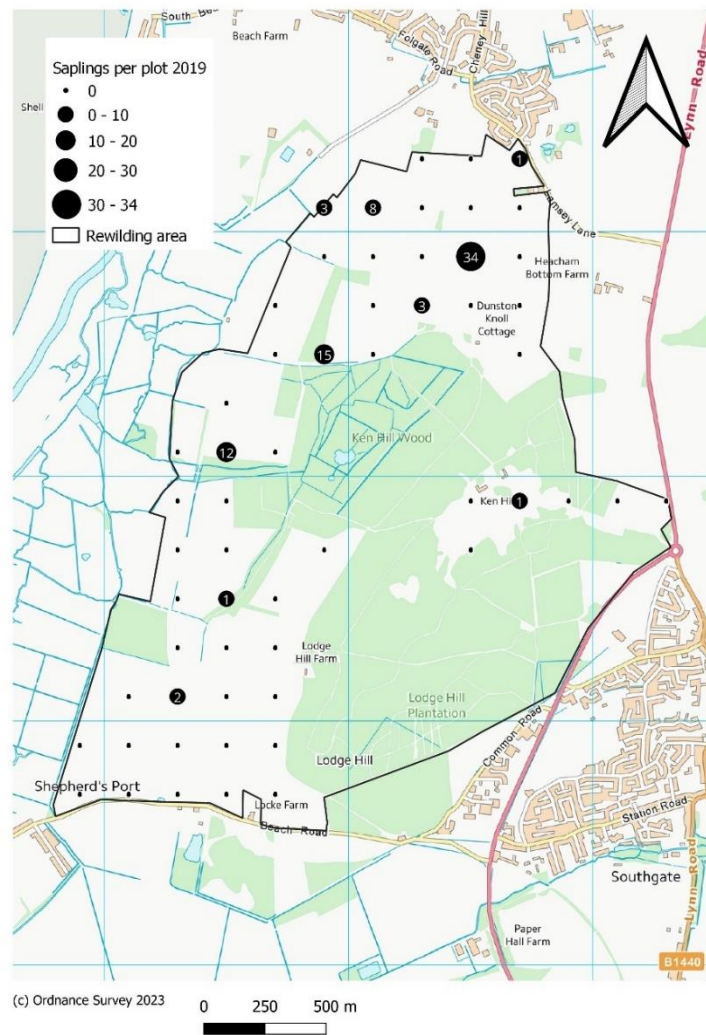 South Be
Beach Farm
Folgate Road
Cheney Hill
Lynn Road
Saplings per plot 2019
0
0 - 10
10 - 20
20 - 30
30 - 34
Rewilding area
Shell
1
Lamsey Lane
3
8
34
Heacham
Bottom Farm
3
Dunston
Knoll
Cottage
15
Ken Hill Wood
12
Ken Hi
1
1
Lodge
Hill Farm
2
Lodge Hill
Plantation
Common Road
Lodge Hill
Shepherd's Port
Locke Farm
Beach Road
Station Road
Southgate
Lynn Road
Paper
Hall Farm
B1440
(c) Ordnance Survey 2023
0 250 500 m